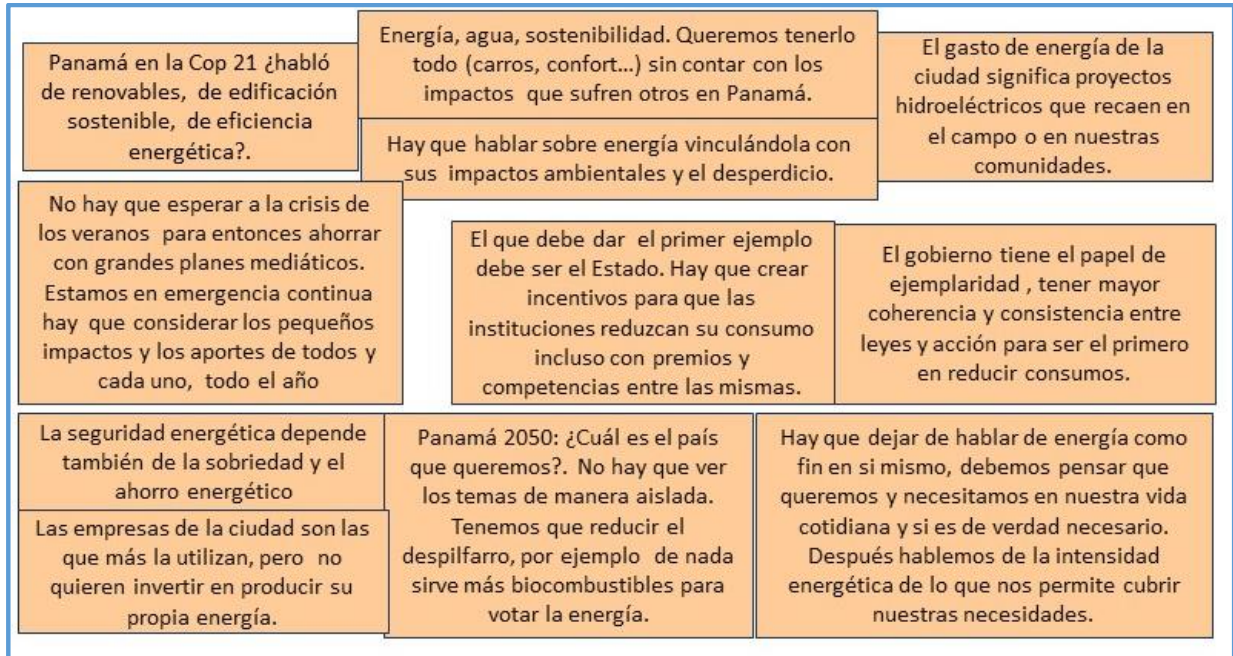 Panamá en la Cop 21 ¿habló
de renovables, de edificación
sostenible, de eficiencia
energética?.
Energía, agua, sostenibilidad. Queremos tenerlo
todo (carros, confort...) sin contar con los
impactos que sufren otros en Panamá.
El gasto de energía de la
ciudad significa proyectos
hidroeléctricos que recaen en
el campo o en nuestras
comunidades.
Hay que hablar sobre energía vinculándola con
sus impactos ambientales y el desperdicio.
No hay que esperar a la crisis de
los veranos para entonces ahorrar
con grandes planes mediáticos.
Estamos en emergencia continua
hay que considerar los pequeños
impactos y los aportes de todos y
cada uno, todo el año
El que debe dar el primer ejemplo
debe ser el Estado. Hay que crear
incentivos para que las
instituciones reduzcan su consumo
incluso con premios y
competencias entre las mismas.
El gobierno tiene el papel de
ejemplaridad , tener mayor
coherencia y consistencia entre
leyes y acción para ser el primero
en reducir consumos.
La seguridad energética depende
también de la sobriedad y el
ahorro energético
Las empresas de la ciudad son las
que más la utilizan, pero no
quieren invertir en producir su
propia energía.
Panamá 2050: ¿Cuál es el país
que queremos?. No hay que ver
los temas de manera aislada.
Tenemos que reducir el
despilfarro, por ejemplo de nada
sirve más biocombustibles para
votar la energía.
Hay que dejar de hablar de energía como
fin en si mismo, debemos pensar que
queremos y necesitamos en nuestra vida
cotidiana y si es de verdad necesario.
Después hablemos de la intensidad
energética de lo que nos permite cubrir
nuestras necesidades.